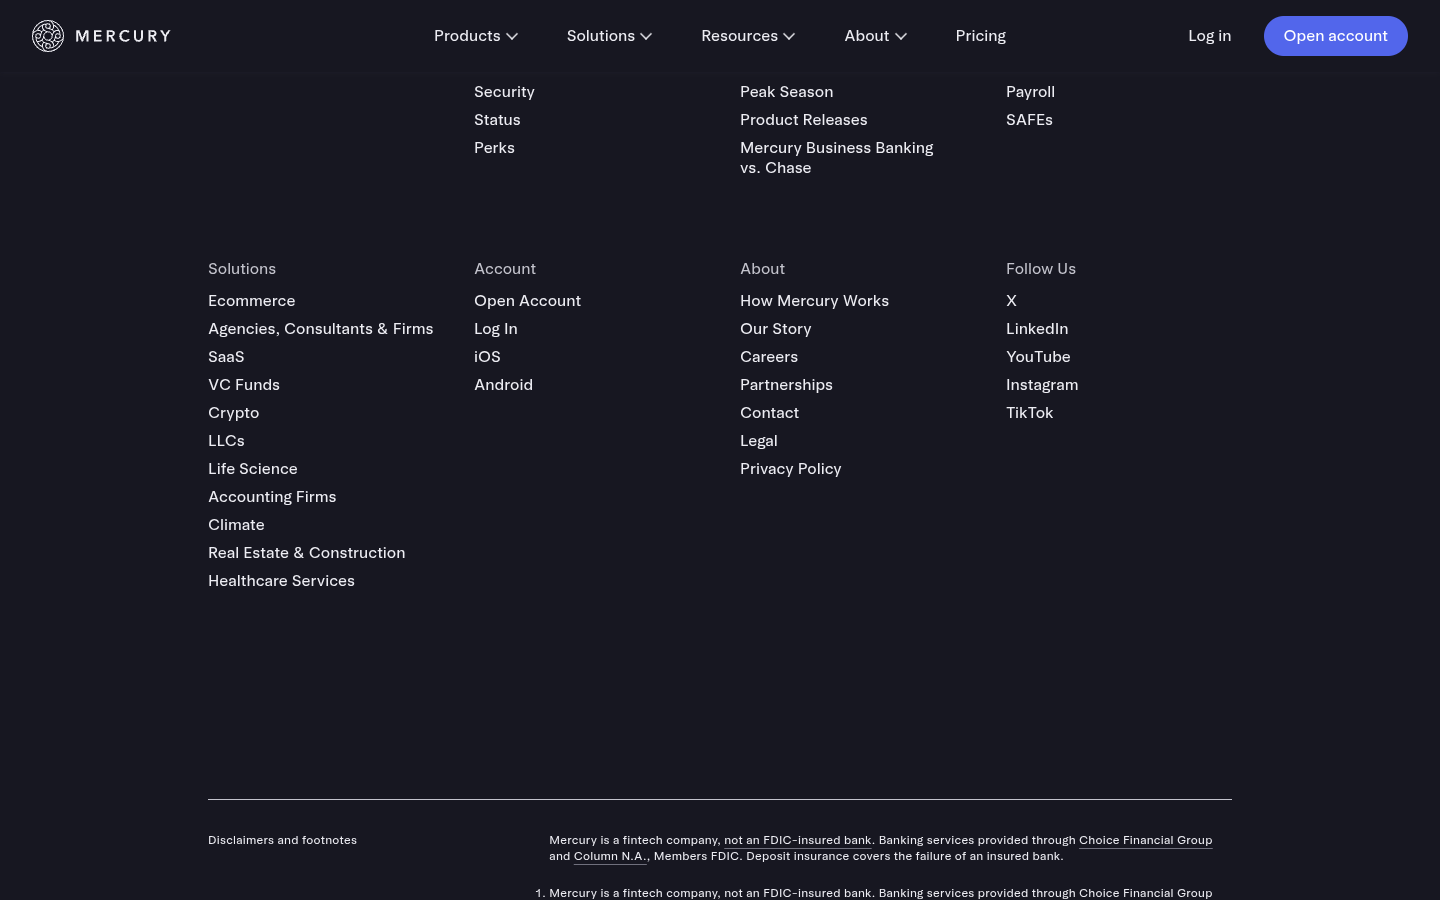 MERCURY
Products
Solutions
Resources
About
Pricing
Log in
Open account
Security
Status
Perks
Peak Season
Product Releases
Mercury Business Banking
vs. Chase
Payroll
SAFEs
Solutions
Ecommerce
Agencies, Consultants & Firms
SaaS
VC Funds
Crypto
LLCs
Life Science
Accounting Firms
Climate
Real Estate & Construction
Healthcare Services
Account
Open Account
Log In
iOS
Android
About
How Mercury Works
Our Story
Careers
Partnerships
Contact
Legal
Privacy Policy
Follow Us
X
LinkedIn
YouTube
Instagram
TikTok
Disclaimers and footnotes
Mercury is a fintech company, not an FDIC-insured bank. Banking services provided through Choice Financial Group
and Column N.A., Members FDIC. Deposit insurance covers the failure of an insured bank.
1. Mercury is a fintech company, not an FDIC-insured bank. Banking services provided through Choice Financial Group